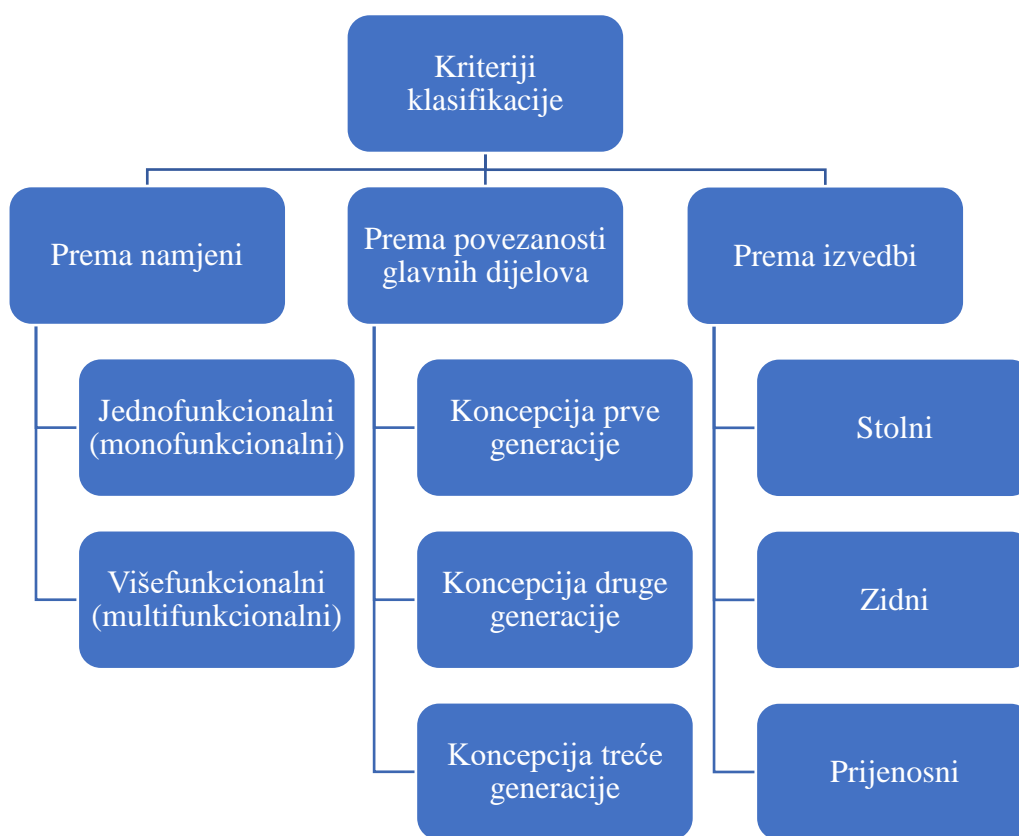 Kriteriji
klasifikacije
Prema namjeni
Jednofunkcionalni
(monofunkcionalni)
Višefunkcionalni
(multifunkcionalni)
Prema povezanosti
glavnih dijelova
Koncepcija prve
generacije
Koncepcija druge
generacije
Koncepcija treće
generacije
Prema izvedbi
Stolni
Zidni
Prijenosni